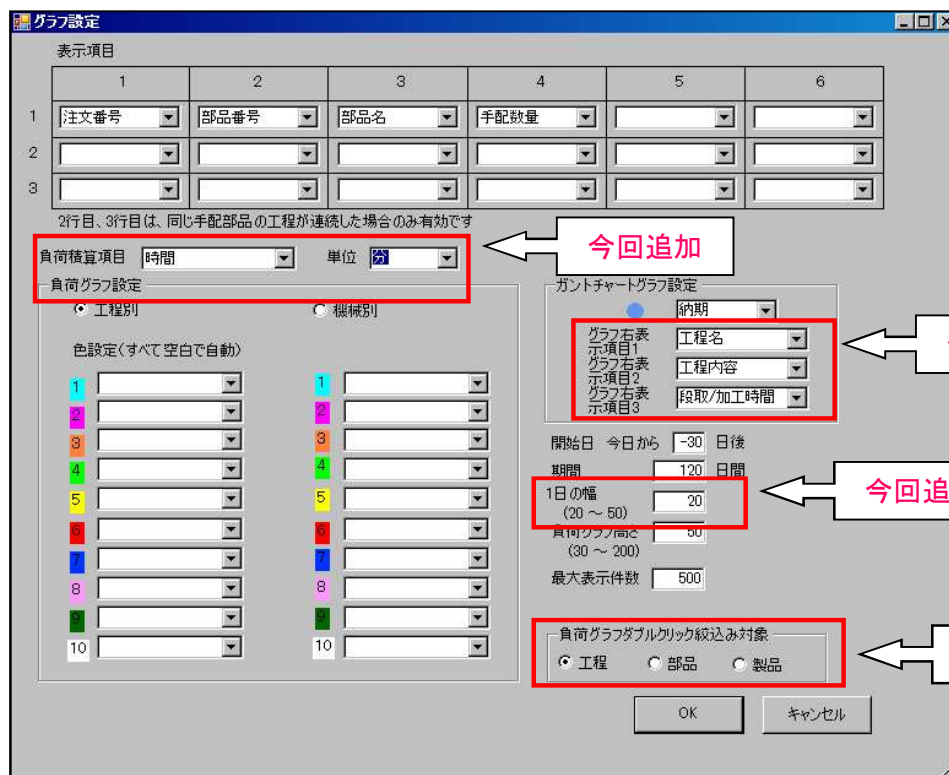 グラフ設定
表示項目
1 2 3 4 5 6
1 注文番号 部品番号 部品名 手配数量
2
3
2行目、3行目は、同じ手配部品の工程が連続した場合のみ有効です
今回追加
負荷積算項目 時間 単位 分
負荷グラフ設定
工程別 機械別
色設定(すべて空白で自動)
1 1
2 2
3 3
4 4
5 5
6 6
7 7
8 8
9 9
10 10
ガントチャートグラフ設定
納期
グラフ右表示項目1 工程名
グラフ右表示項目2 工程内容
グラフ右表示項目3 段取/加工時間
開始日 今日から -30 日後
期間 120 日間
1日の幅 20
(20 ～ 50)
今回追
負荷グラフ高さ 50
(30 ～ 200)
最大表示件数 500
負荷グラフダブルクリック絞込み対象
工程 部品 製品
OK キャンセル